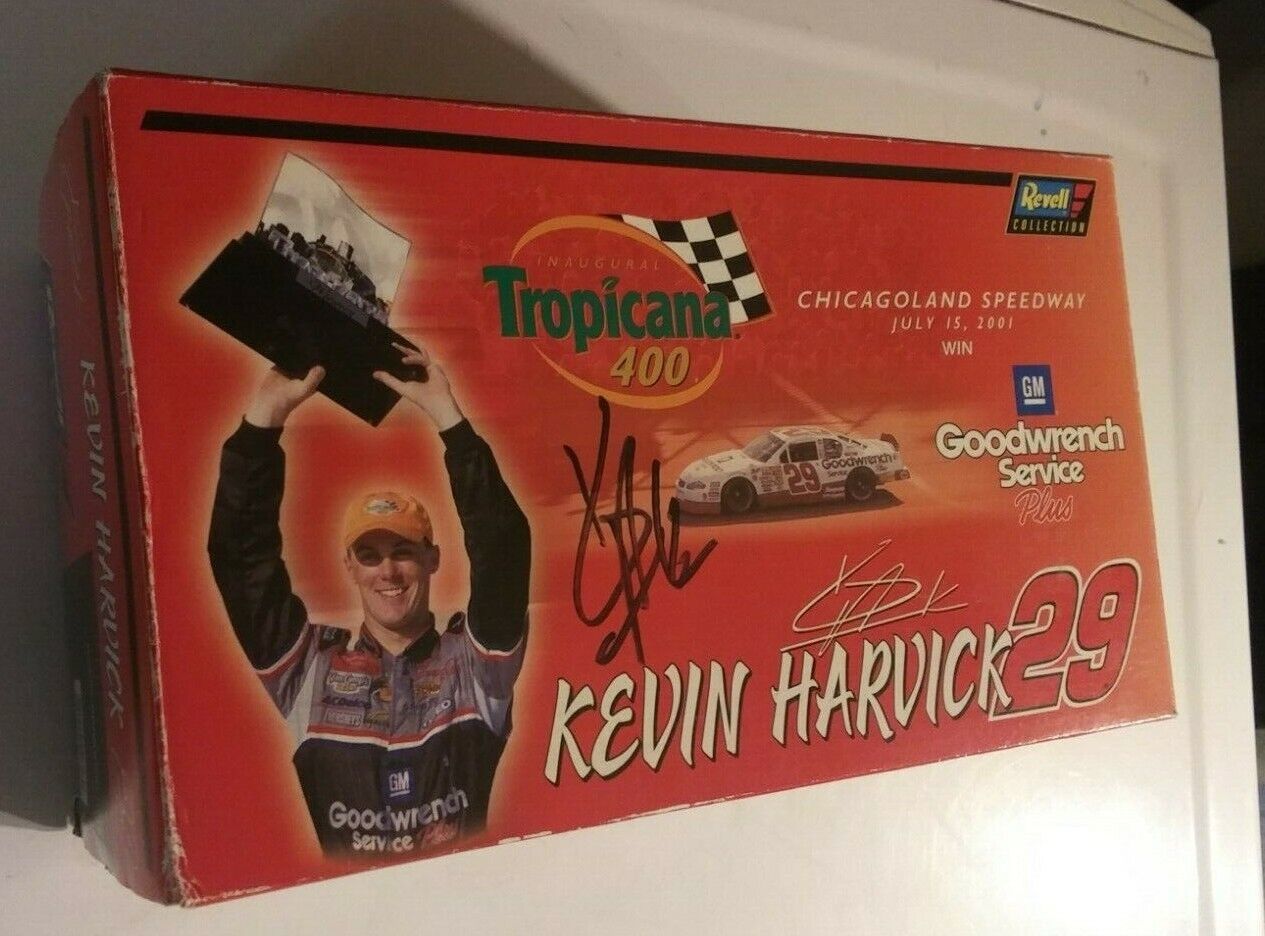 Revell
COLLECTION
INAUGURAL
Tropicana
400
CHICAGOLAND SPEEDWAY
JULY 15, 2001
WIN
GM
Goodwrench
Service
Plus
29
Goodwrench
KEVIN HARVICK 29
GM
Goodwrench
Service Plus
KEVIN HARVICK